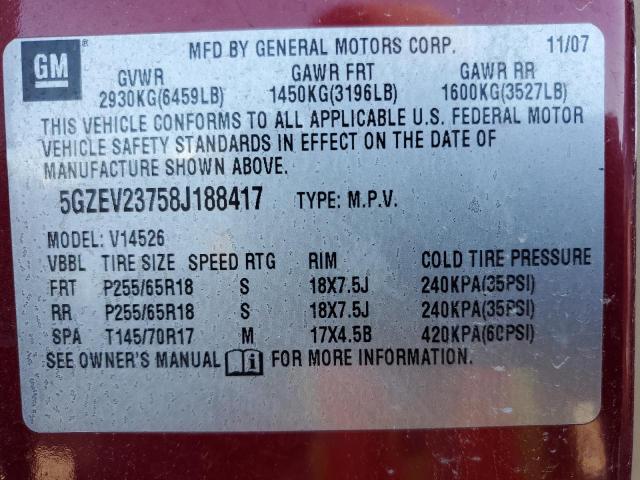 GM ® MFD BY GENERAL MOTORS CORP. 11/07
GVWR GAWR FRT GAWR RR
2930KG(6459LB) 1450KG(3196LB) 1600KG(3527LB)
THIS VEHICLE CONFORMS TO ALL APPLICABLE U.S. FEDERAL MOTOR
VEHICLE SAFETY STANDARDS IN EFFECT ON THE DATE OF
MANUFACTURE SHOWN ABOVE.
5GZEV23758J188417 TYPE: M.P.V.
MODEL: V14526
VBBL TIRE SIZE SPEED RTG RIM COLD TIRE PRESSURE
FRT P255/65R18 S 18X7.5J 240KPA(35PSI)
RR P255/65R18 S 18X7.5J 240KPA(35PSI)
SPA T145/70R17 M 17X4.5B 420KPA(60PSI)
SEE OWNER'S MANUAL i FOR MORE INFORMATION.